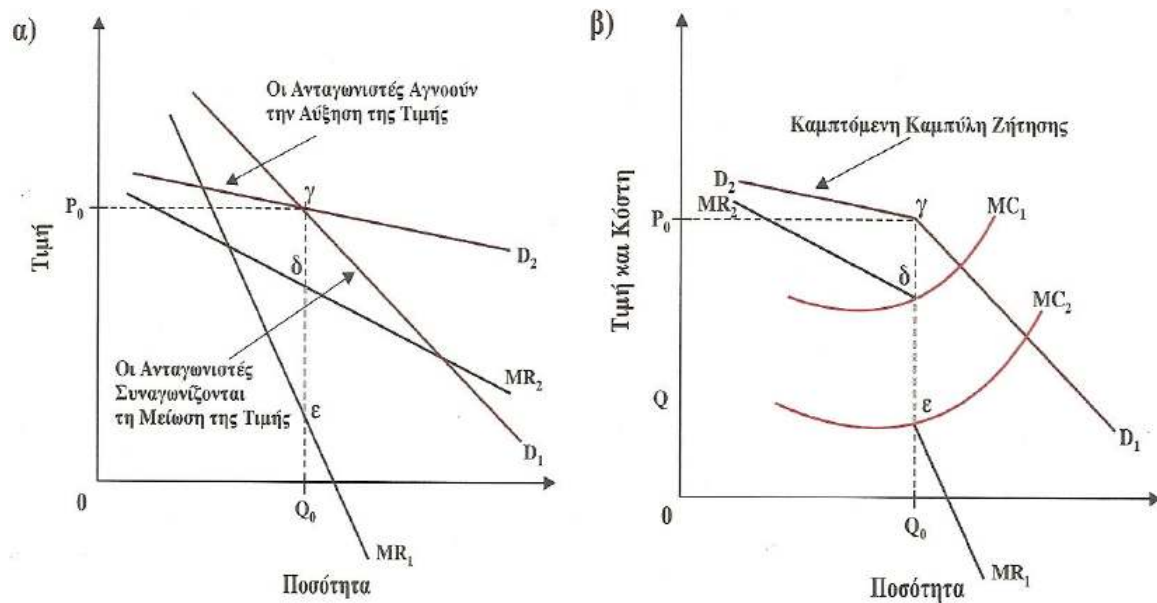 α)
Οι Ανταγωνιστές Αγνοούν
την Αύξηση της Τιμής
P₀
Τιμή
γ
δ
D₂
Οι Ανταγωνιστές
Συναγωνίζονται
τη Μείωση της Τιμής
ε
MR₂
D₁
0
Q₀
MR₁
Ποσότητα
β)
Καμπτόμενη Καμπύλη Ζήτησης
D₂
MR₂
P₀
Τιμή και Κόστη
γ
MC₁
δ
MC₂
Q
ε
D₁
0
Q₀
MR₁
Ποσότητα